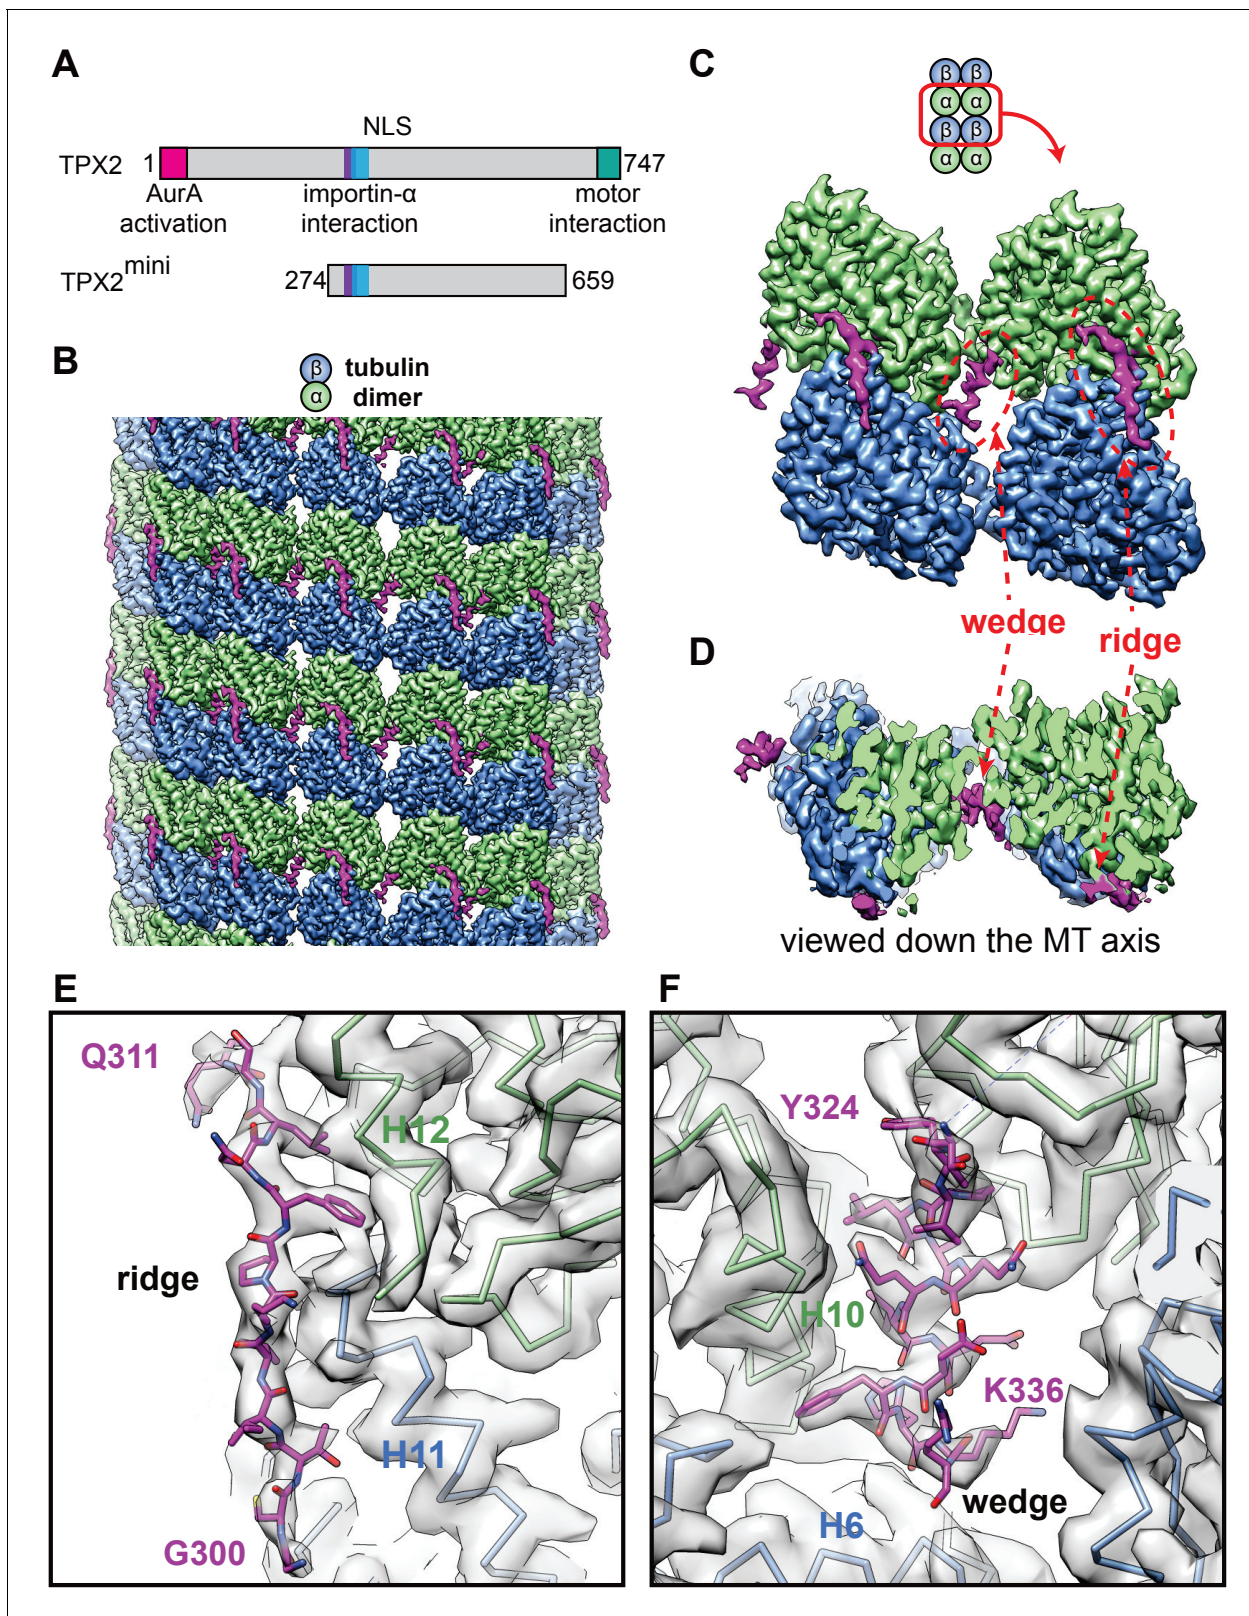 A
NLS
TPX2 1 747
AurA activation
importin-α interaction
motor interaction
TPX2mini
274 659
B
β tubulin
α dimer
C
β β
α α
β β
α α
wedge
ridge
D
viewed down the MT axis
E
Q311
H12
ridge
H11
G300
F
Y324
H10
K336
wedge
H6